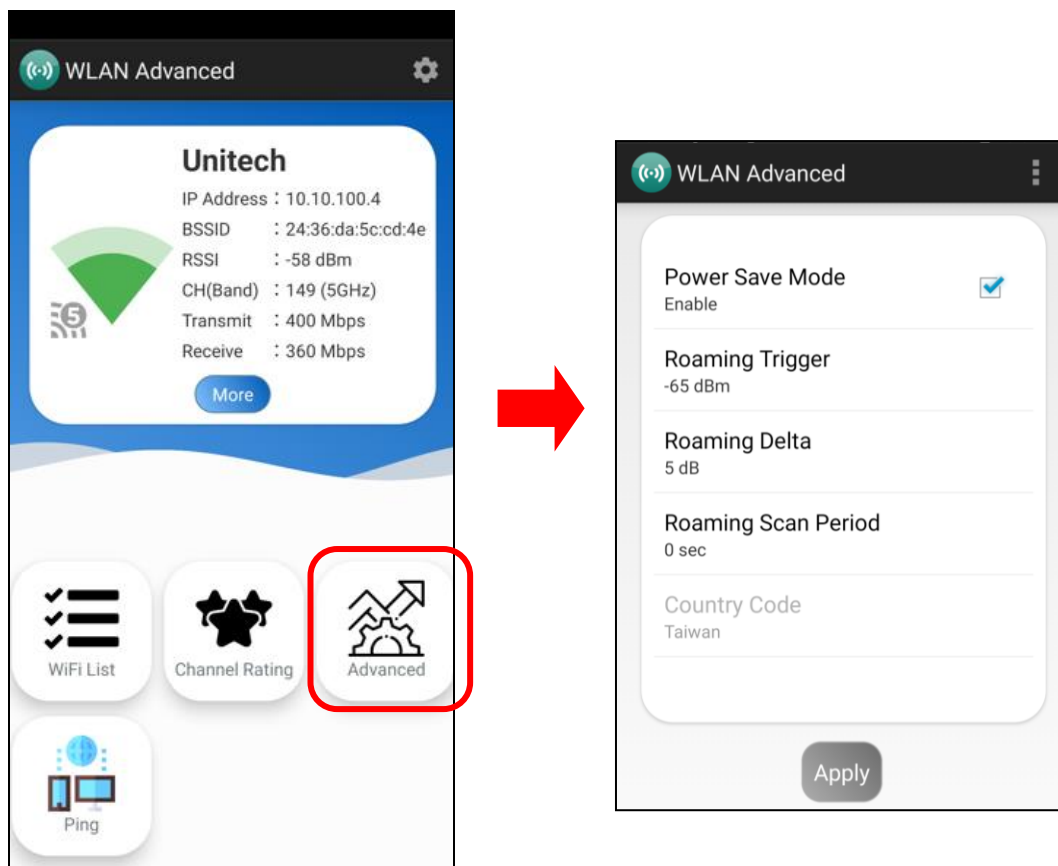 WLAN Advanced
Unitech
IP Address : 10.10.100.4
BSSID : 24:36:da:5c:cd:4e
RSSI : -58 dBm
CH(Band) : 149 (5GHz)
Transmit : 400 Mbps
Receive : 360 Mbps
5
More
WiFi List
Channel Rating
Advanced
Ping
WLAN Advanced
Power Save Mode
Enable
Roaming Trigger
-65 dBm
Roaming Delta
5 dB
Roaming Scan Period
0 sec
Country Code
Taiwan
Apply